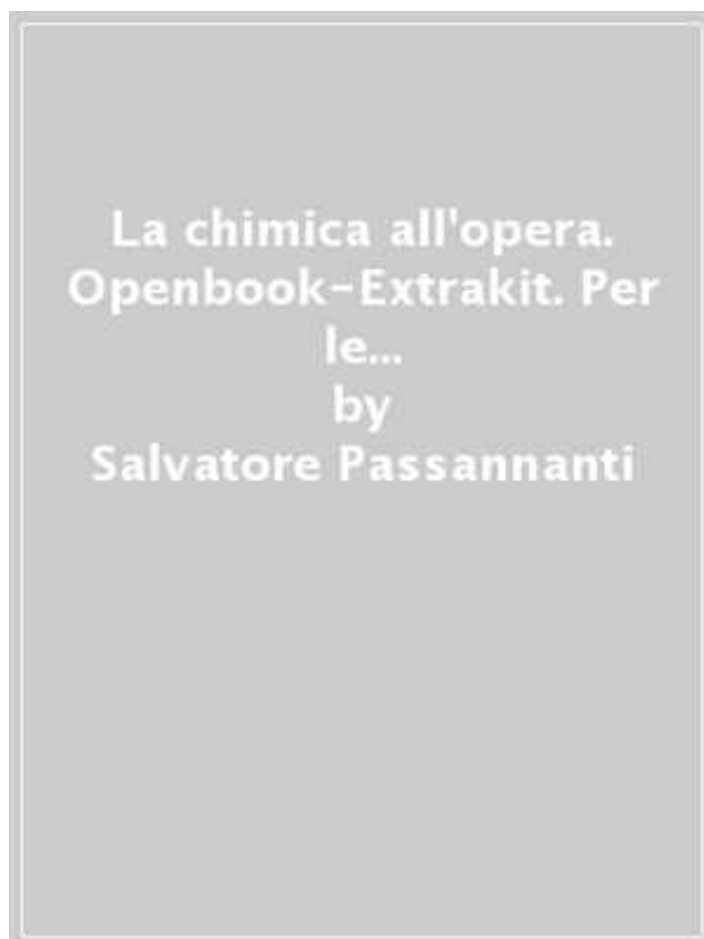 La chimica all'opera.
Openbook-Extrakit. Per
le...
by
Salvatore Passannanti